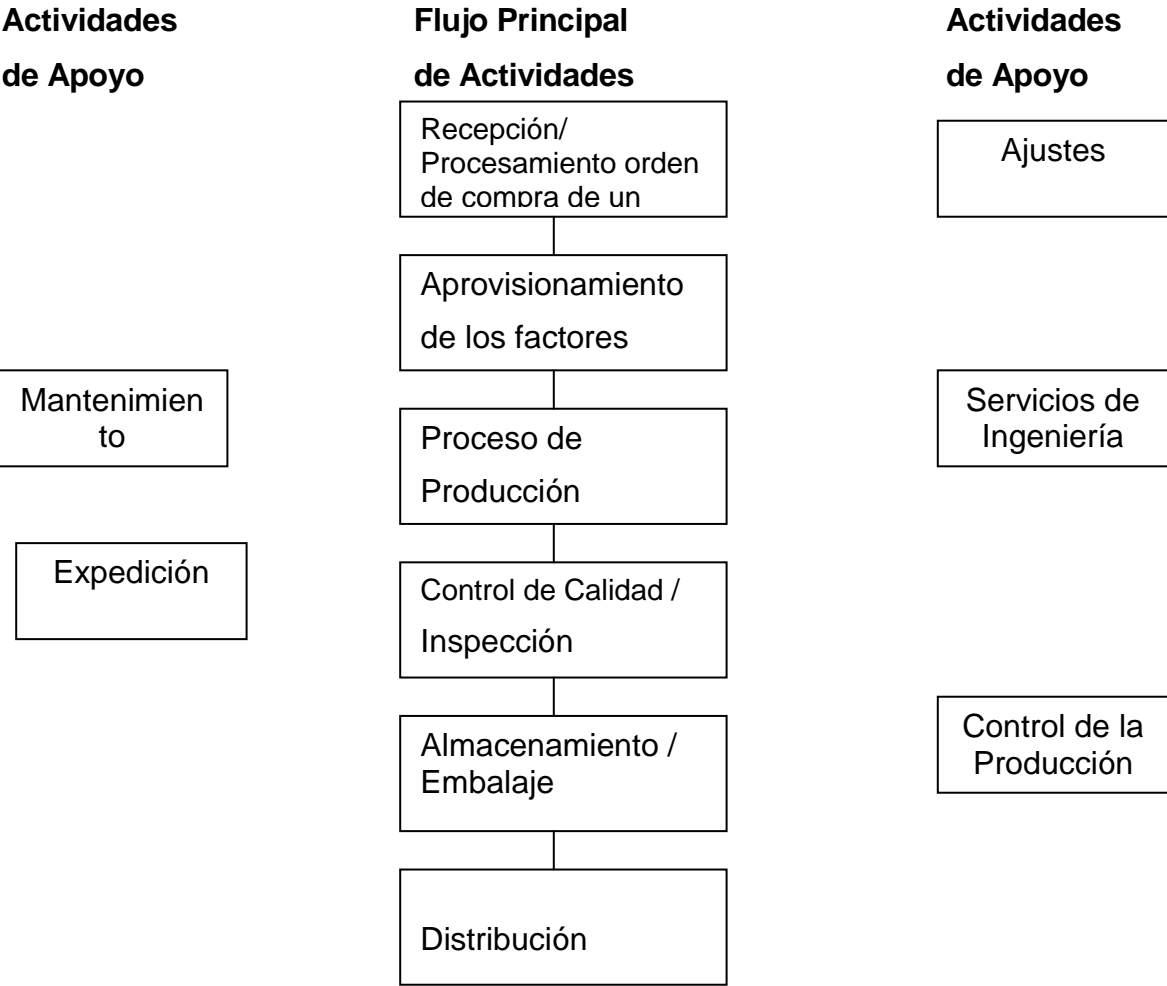 Actividades
de Apoyo
Flujo Principal
de Actividades
Actividades
de Apoyo
Recepción/
Procesamiento orden
de compra de un
Ajustes
Aprovisionamiento
de los factores
Mantenimien
to
Proceso de
Producción
Servicios de
Ingeniería
Expedición
Control de Calidad /
Inspección
Almacenamiento /
Embalaje
Control de la
Producción
Distribución